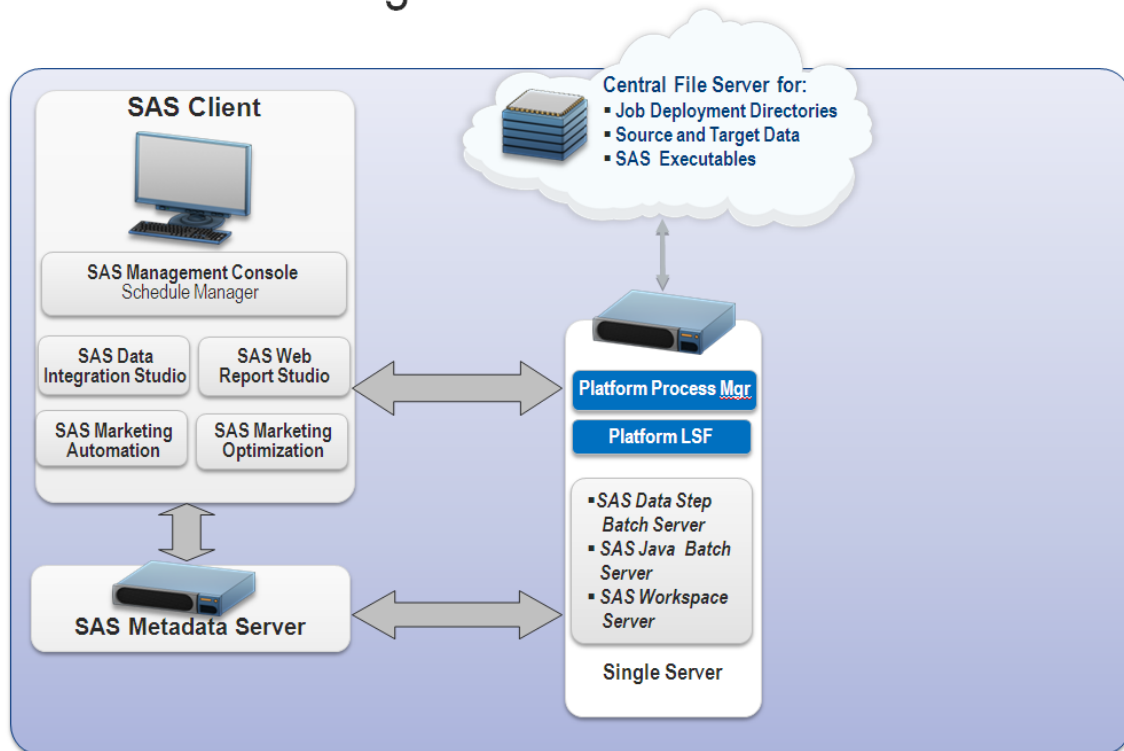 SAS Client
SAS Management Console
Schedule Manager
SAS Data
Integration Studio
SAS Web
Report Studio
SAS Marketing
Automation
SAS Marketing
Optimization
SAS Metadata Server
Central File Server for:
▪ Job Deployment Directories
▪ Source and Target Data
▪ SAS Executables
Platform Process Mgr
Platform LSF
▪SAS Data Step
Batch Server
▪ SAS Java Batch
Server
▪ SAS Workspace
Server
Single Server